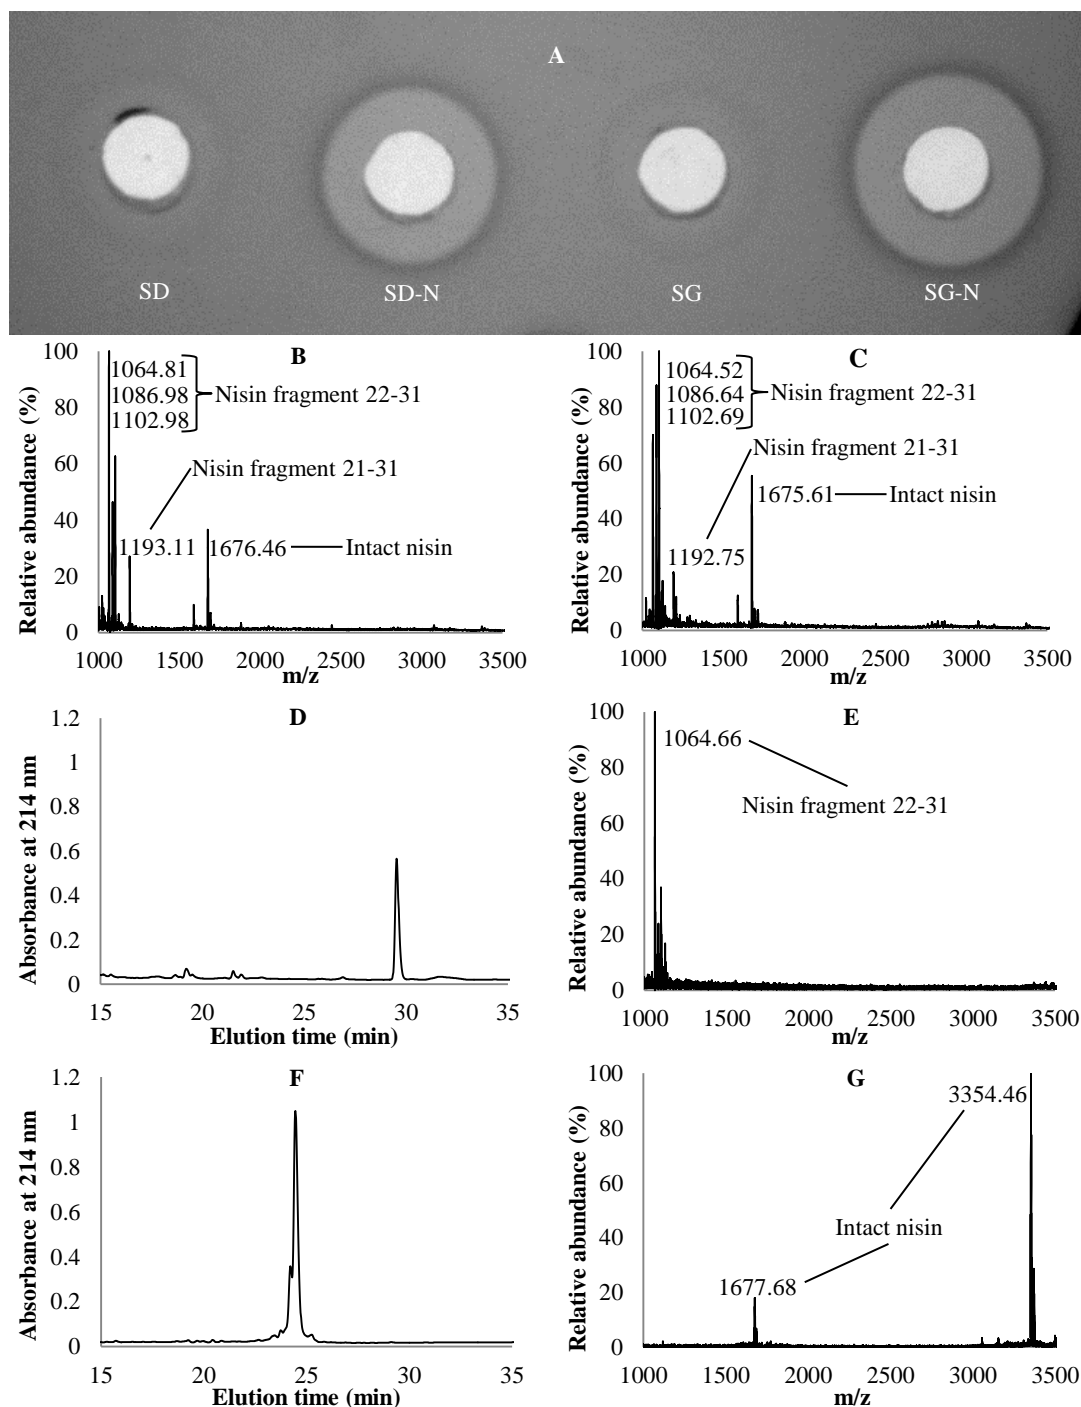 A
SD SD-N SG SG-N
B
Relative abundance (%)
100
80
60
40
20
0
1064.81
1086.98
1102.98
Nisin fragment 22-31
Nisin fragment 21-31
1193.11
1676.46
Intact nisin
1000 1500 2000 2500 3000 3500
m/z
C
Relative abundance (%)
100
80
60
40
20
0
1064.52
1086.64
1102.69
Nisin fragment 22-31
Nisin fragment 21-31
1675.61
Intact nisin
1192.75
1000 1500 2000 2500 3000 3500
m/z
D
Absorbance at 214 nm
1.2
1
0.8
0.6
0.4
0.2
0
15 20 25 30 35
Elution time (min)
E
Relative abundance (%)
100
80
60
40
20
0
1064.66
Nisin fragment 22-31
1000 1500 2000 2500 3000 3500
m/z
F
Absorbance at 214 nm
1.2
1
0.8
0.6
0.4
0.2
0
15 20 25 30 35
Elution time (min)
G
Relative abundance (%)
100
80
60
40
20
0
3354.46
Intact nisin
1677.68
1000 1500 2000 2500 3000 3500
m/z